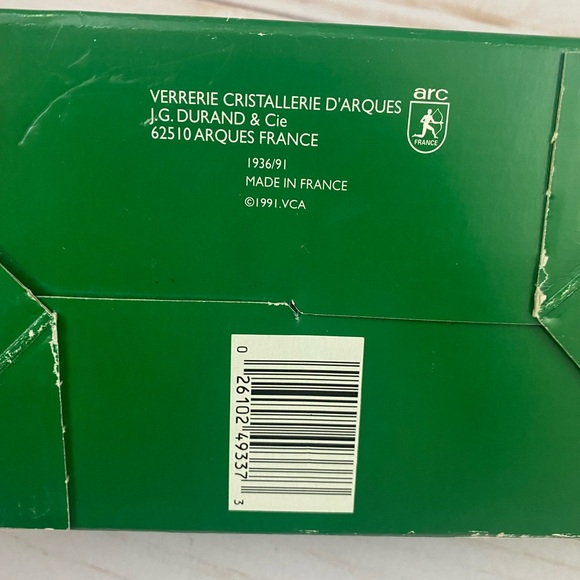 VERRERIE CRISTALLERIE D'ARQUES
J.G. DURAND & Cie
62510 ARQUES FRANCE
arc
FRANCE
1936/91
MADE IN FRANCE
©1991.VCA
0 26102 49337 3